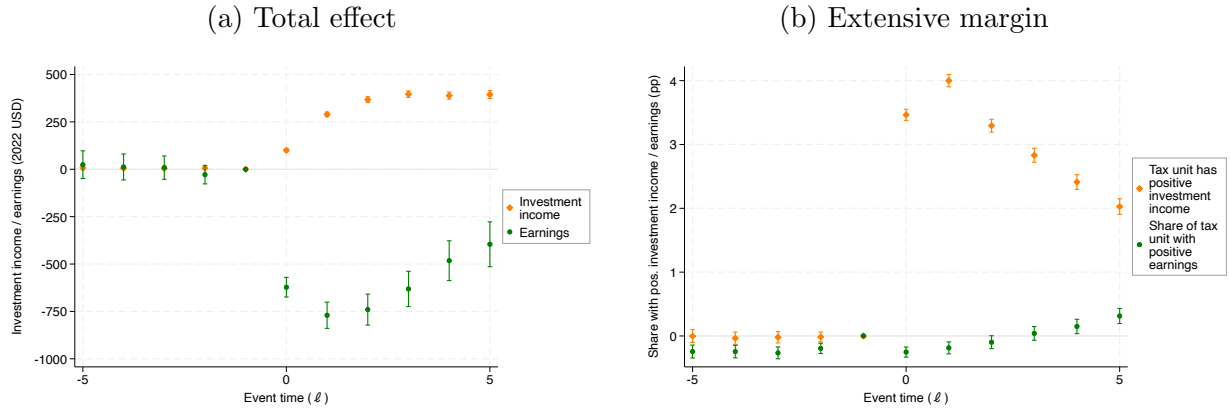 (a) Total effect
(b) Extensive margin
Investment income / earnings (2022 USD)
500
250
0
-250
-500
-750
-1000
-5
0
5
Event time (ℓ)
Investment
income
Earnings
Share with pos. investment income / earnings (pp)
4
3
2
1
0
-5
0
5
Event time (ℓ)
Tax unit has
positive
investment
income
Share of tax
unit with
positive
earnings